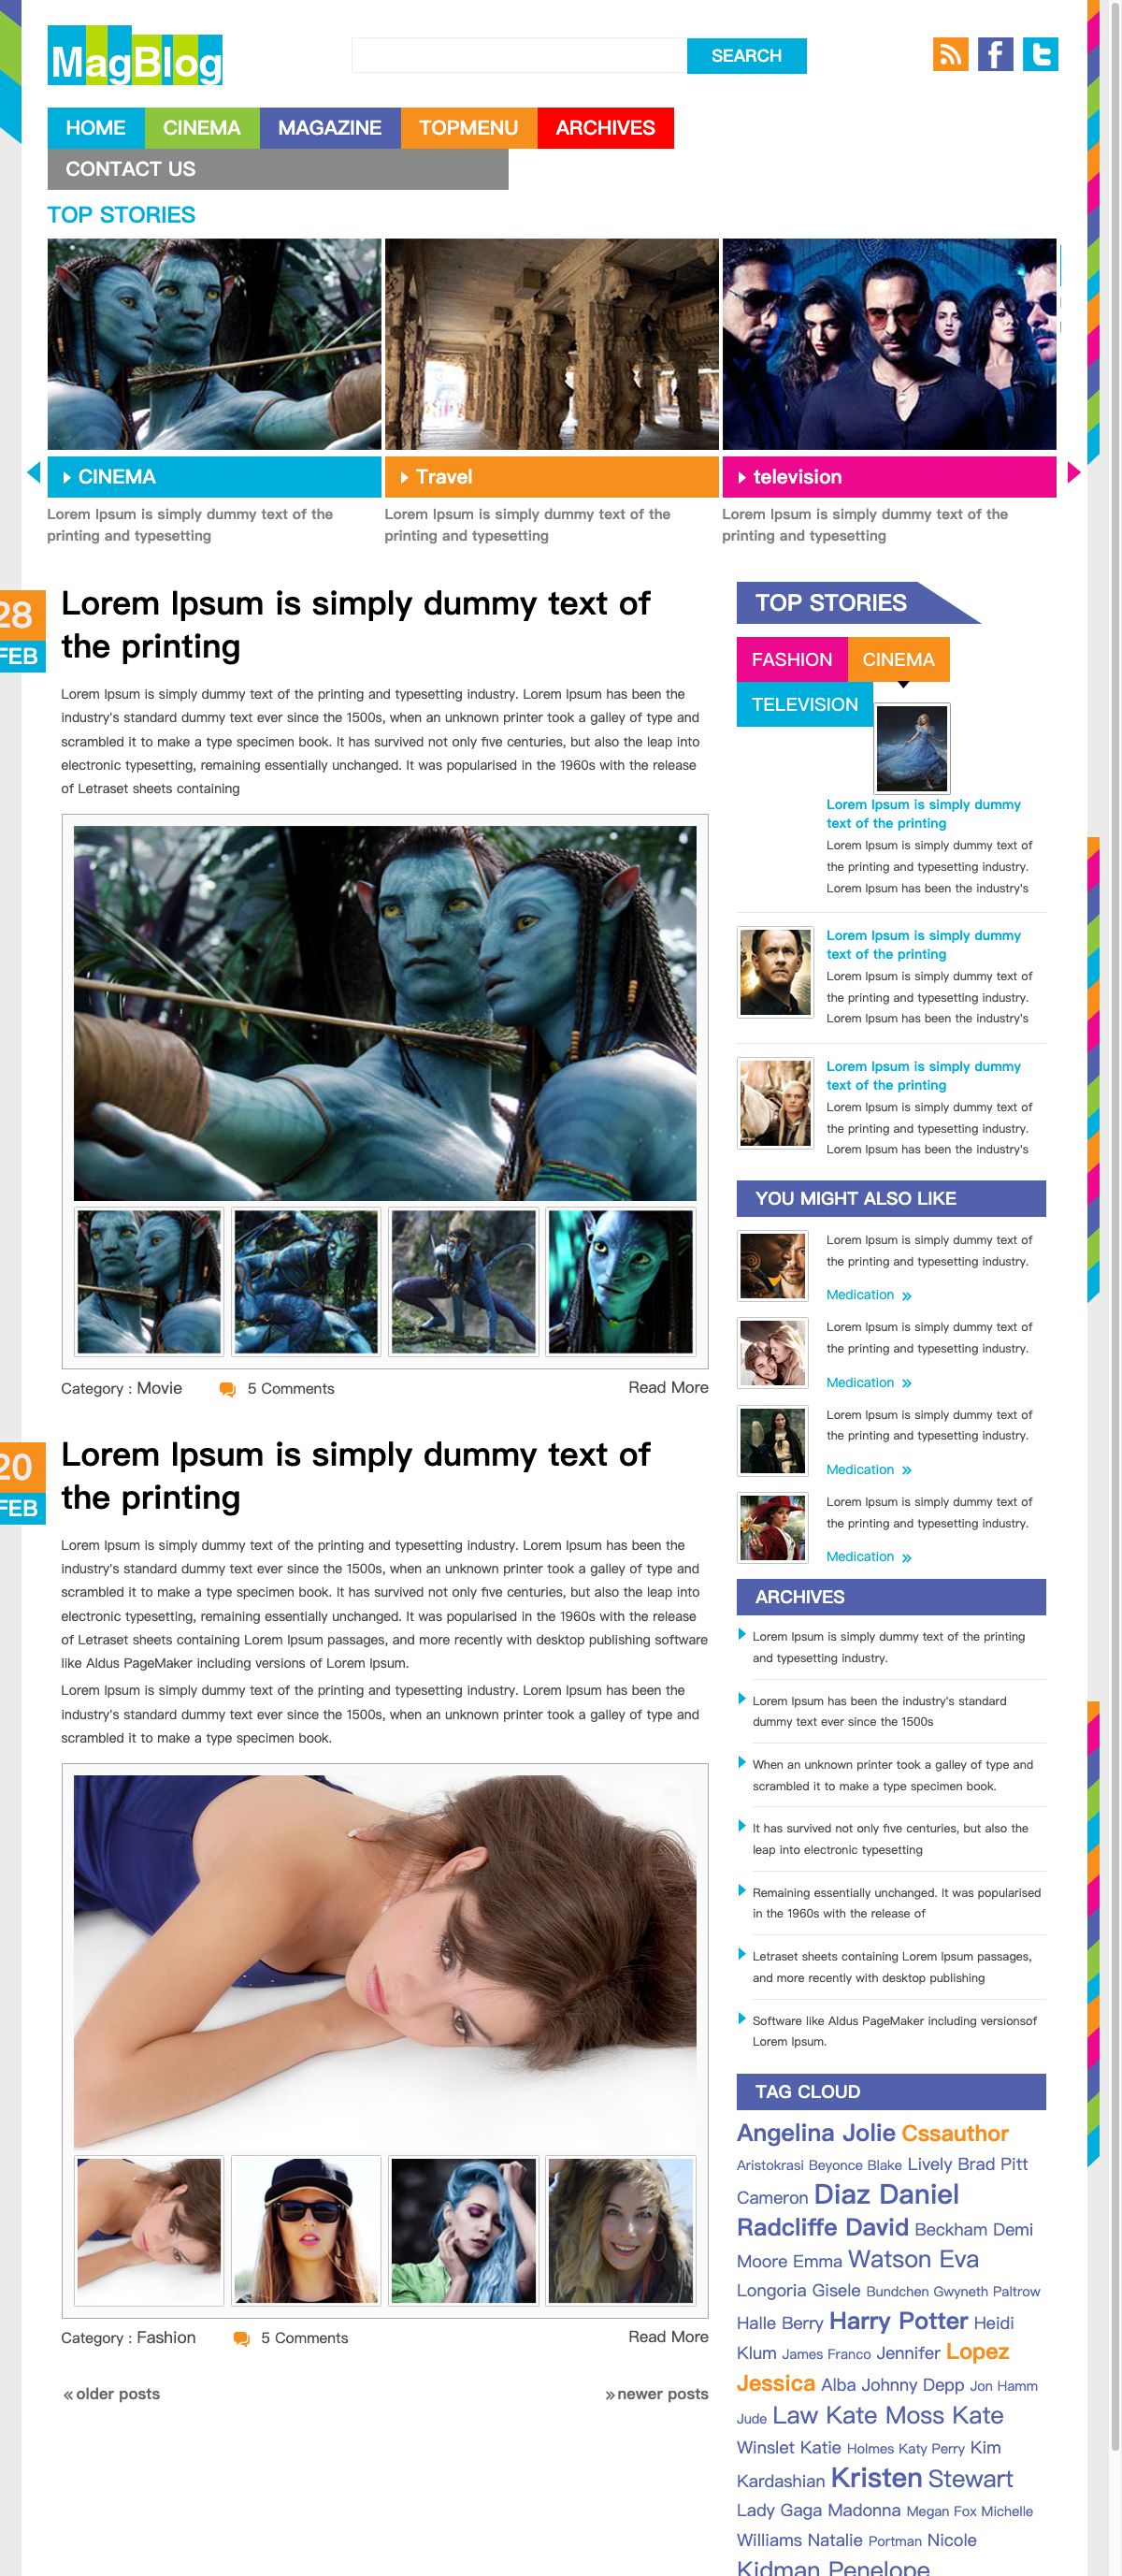 MagBlog
SEARCH
HOME CINEMA MAGAZINE TOPMENU ARCHIVES
CONTACT US
TOP STORIES
CINEMA
Lorem Ipsum is simply dummy text of the
printing and typesetting
Travel
Lorem Ipsum is simply dummy text of the
printing and typesetting
television
Lorem Ipsum is simply dummy text of the
printing and typesetting
28
FEB
Lorem Ipsum is simply dummy text of
the printing
Lorem Ipsum is simply dummy text of the printing and typesetting industry. Lorem Ipsum has been the
industry's standard dummy text ever since the 1500s, when an unknown printer took a galley of type and
scrambled it to make a type specimen book. It has survived not only five centuries, but also the leap into
electronic typesetting, remaining essentially unchanged. It was popularised in the 1960s with the release
of Letraset sheets containing
Category : Movie 5 Comments Read More
20
FEB
Lorem Ipsum is simply dummy text of
the printing
Lorem Ipsum is simply dummy text of the printing and typesetting industry. Lorem Ipsum has been the
industry's standard dummy text ever since the 1500s, when an unknown printer took a galley of type and
scrambled it to make a type specimen book. It has survived not only five centuries, but also the leap into
electronic typesetting, remaining essentially unchanged. It was popularised in the 1960s with the release
of Letraset sheets containing Lorem Ipsum passages, and more recently with desktop publishing software
like Aldus PageMaker including versions of Lorem Ipsum.
Lorem Ipsum is simply dummy text of the printing and typesetting industry. Lorem Ipsum has been the
industry's standard dummy text ever since the 1500s, when an unknown printer took a galley of type and
scrambled it to make a type specimen book.
Category : Fashion 5 Comments Read More
«older posts »newer posts
TOP STORIES
FASHION CINEMA
TELEVISION
Lorem Ipsum is simply dummy
text of the printing
Lorem Ipsum is simply dummy text of
the printing and typesetting industry.
Lorem Ipsum has been the industry's
Lorem Ipsum is simply dummy
text of the printing
Lorem Ipsum is simply dummy text of
the printing and typesetting industry.
Lorem Ipsum has been the industry's
Lorem Ipsum is simply dummy
text of the printing
Lorem Ipsum is simply dummy text of
the printing and typesetting industry.
Lorem Ipsum has been the industry's
YOU MIGHT ALSO LIKE
Lorem Ipsum is simply dummy text of
the printing and typesetting industry.
Medication »
Lorem Ipsum is simply dummy text of
the printing and typesetting industry.
Medication »
Lorem Ipsum is simply dummy text of
the printing and typesetting industry.
Medication »
Lorem Ipsum is simply dummy text of
the printing and typesetting industry.
Medication »
ARCHIVES
Lorem Ipsum is simply dummy text of the printing
and typesetting industry.
Lorem Ipsum has been the industry's standard
dummy text ever since the 1500s
When an unknown printer took a galley of type and
scrambled it to make a type specimen book.
It has survived not only five centuries, but also the
leap into electronic typesetting
Remaining essentially unchanged. It was popularised
in the 1960s with the release of
Letraset sheets containing Lorem Ipsum passages,
and more recently with desktop publishing
Software like Aldus PageMaker including versionsof
Lorem Ipsum.
TAG CLOUD
Angelina Jolie Cssauthor
Aristokrasi Beyonce Blake Lively Brad Pitt
Cameron Diaz Daniel
Radcliffe David Beckham Demi
Moore Emma Watson Eva
Longoria Gisele Bundchen Gwyneth Paltrow
Halle Berry Harry Potter Heidi
Klum James Franco Jennifer Lopez
Jessica Alba Johnny Depp Jon Hamm
Jude Law Kate Moss Kate
Winslet Katie Holmes Katy Perry Kim
Kardashian Kristen Stewart
Lady Gaga Madonna Megan Fox Michelle
Williams Natalie Portman Nicole
Kidman Penelope